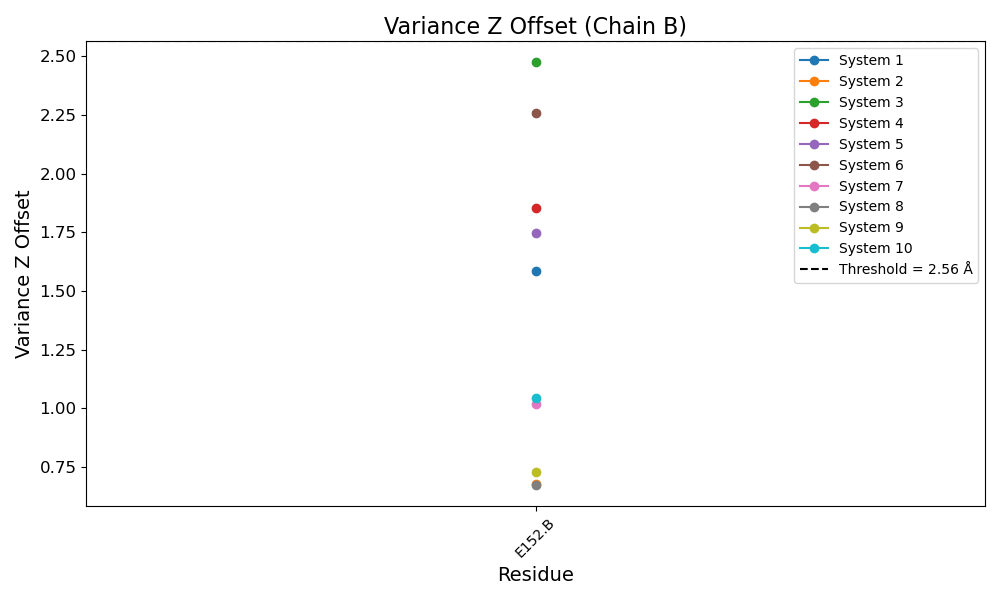 Variance Z Offset (Chain B)
Variance Z Offset
2.50
2.25
2.00
1.75
1.50
1.25
1.00
0.75
System 1
System 2
System 3
System 4
System 5
System 6
System 7
System 8
System 9
System 10
Threshold = 2.56 Å
E152.B
Residue